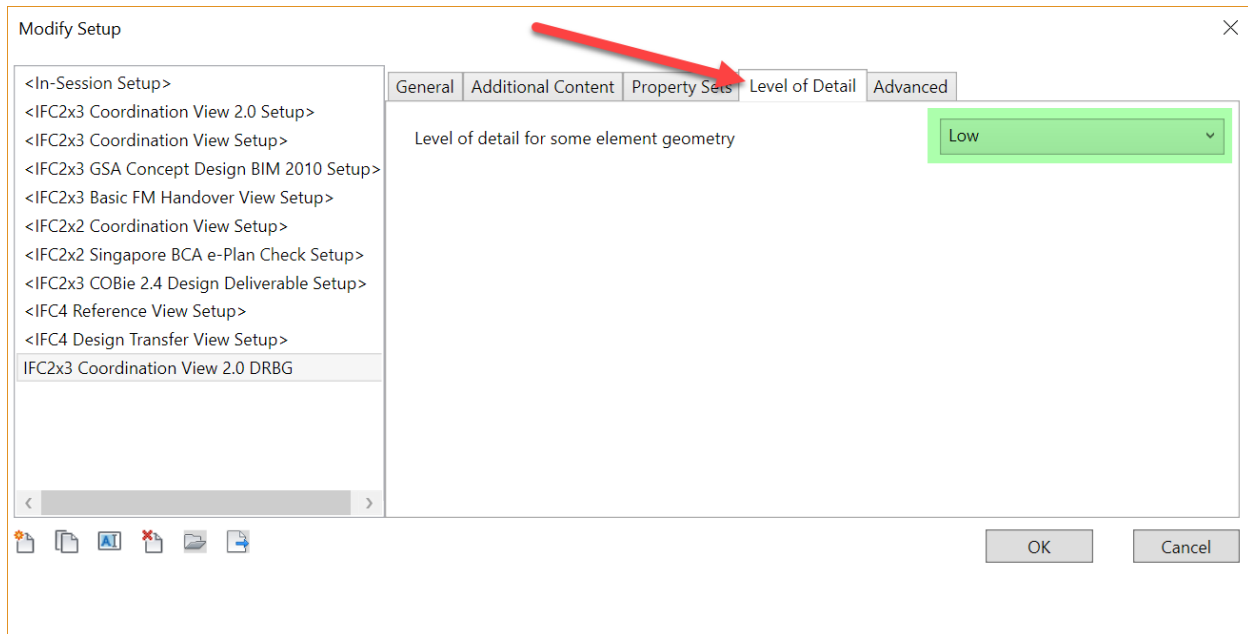 Modify Setup
<In-Session Setup>
<IFC2x3 Coordination View 2.0 Setup>
<IFC2x3 Coordination View Setup>
<IFC2x3 GSA Concept Design BIM 2010 Setup>
<IFC2x3 Basic FM Handover View Setup>
<IFC2x2 Coordination View Setup>
<IFC2x2 Singapore BCA e-Plan Check Setup>
<IFC2x3 COBie 2.4 Design Deliverable Setup>
<IFC4 Reference View Setup>
<IFC4 Design Transfer View Setup>
IFC2x3 Coordination View 2.0 DRBG
General Additional Content Property Sets Level of Detail Advanced
Level of detail for some element geometry Low
AI
OK Cancel